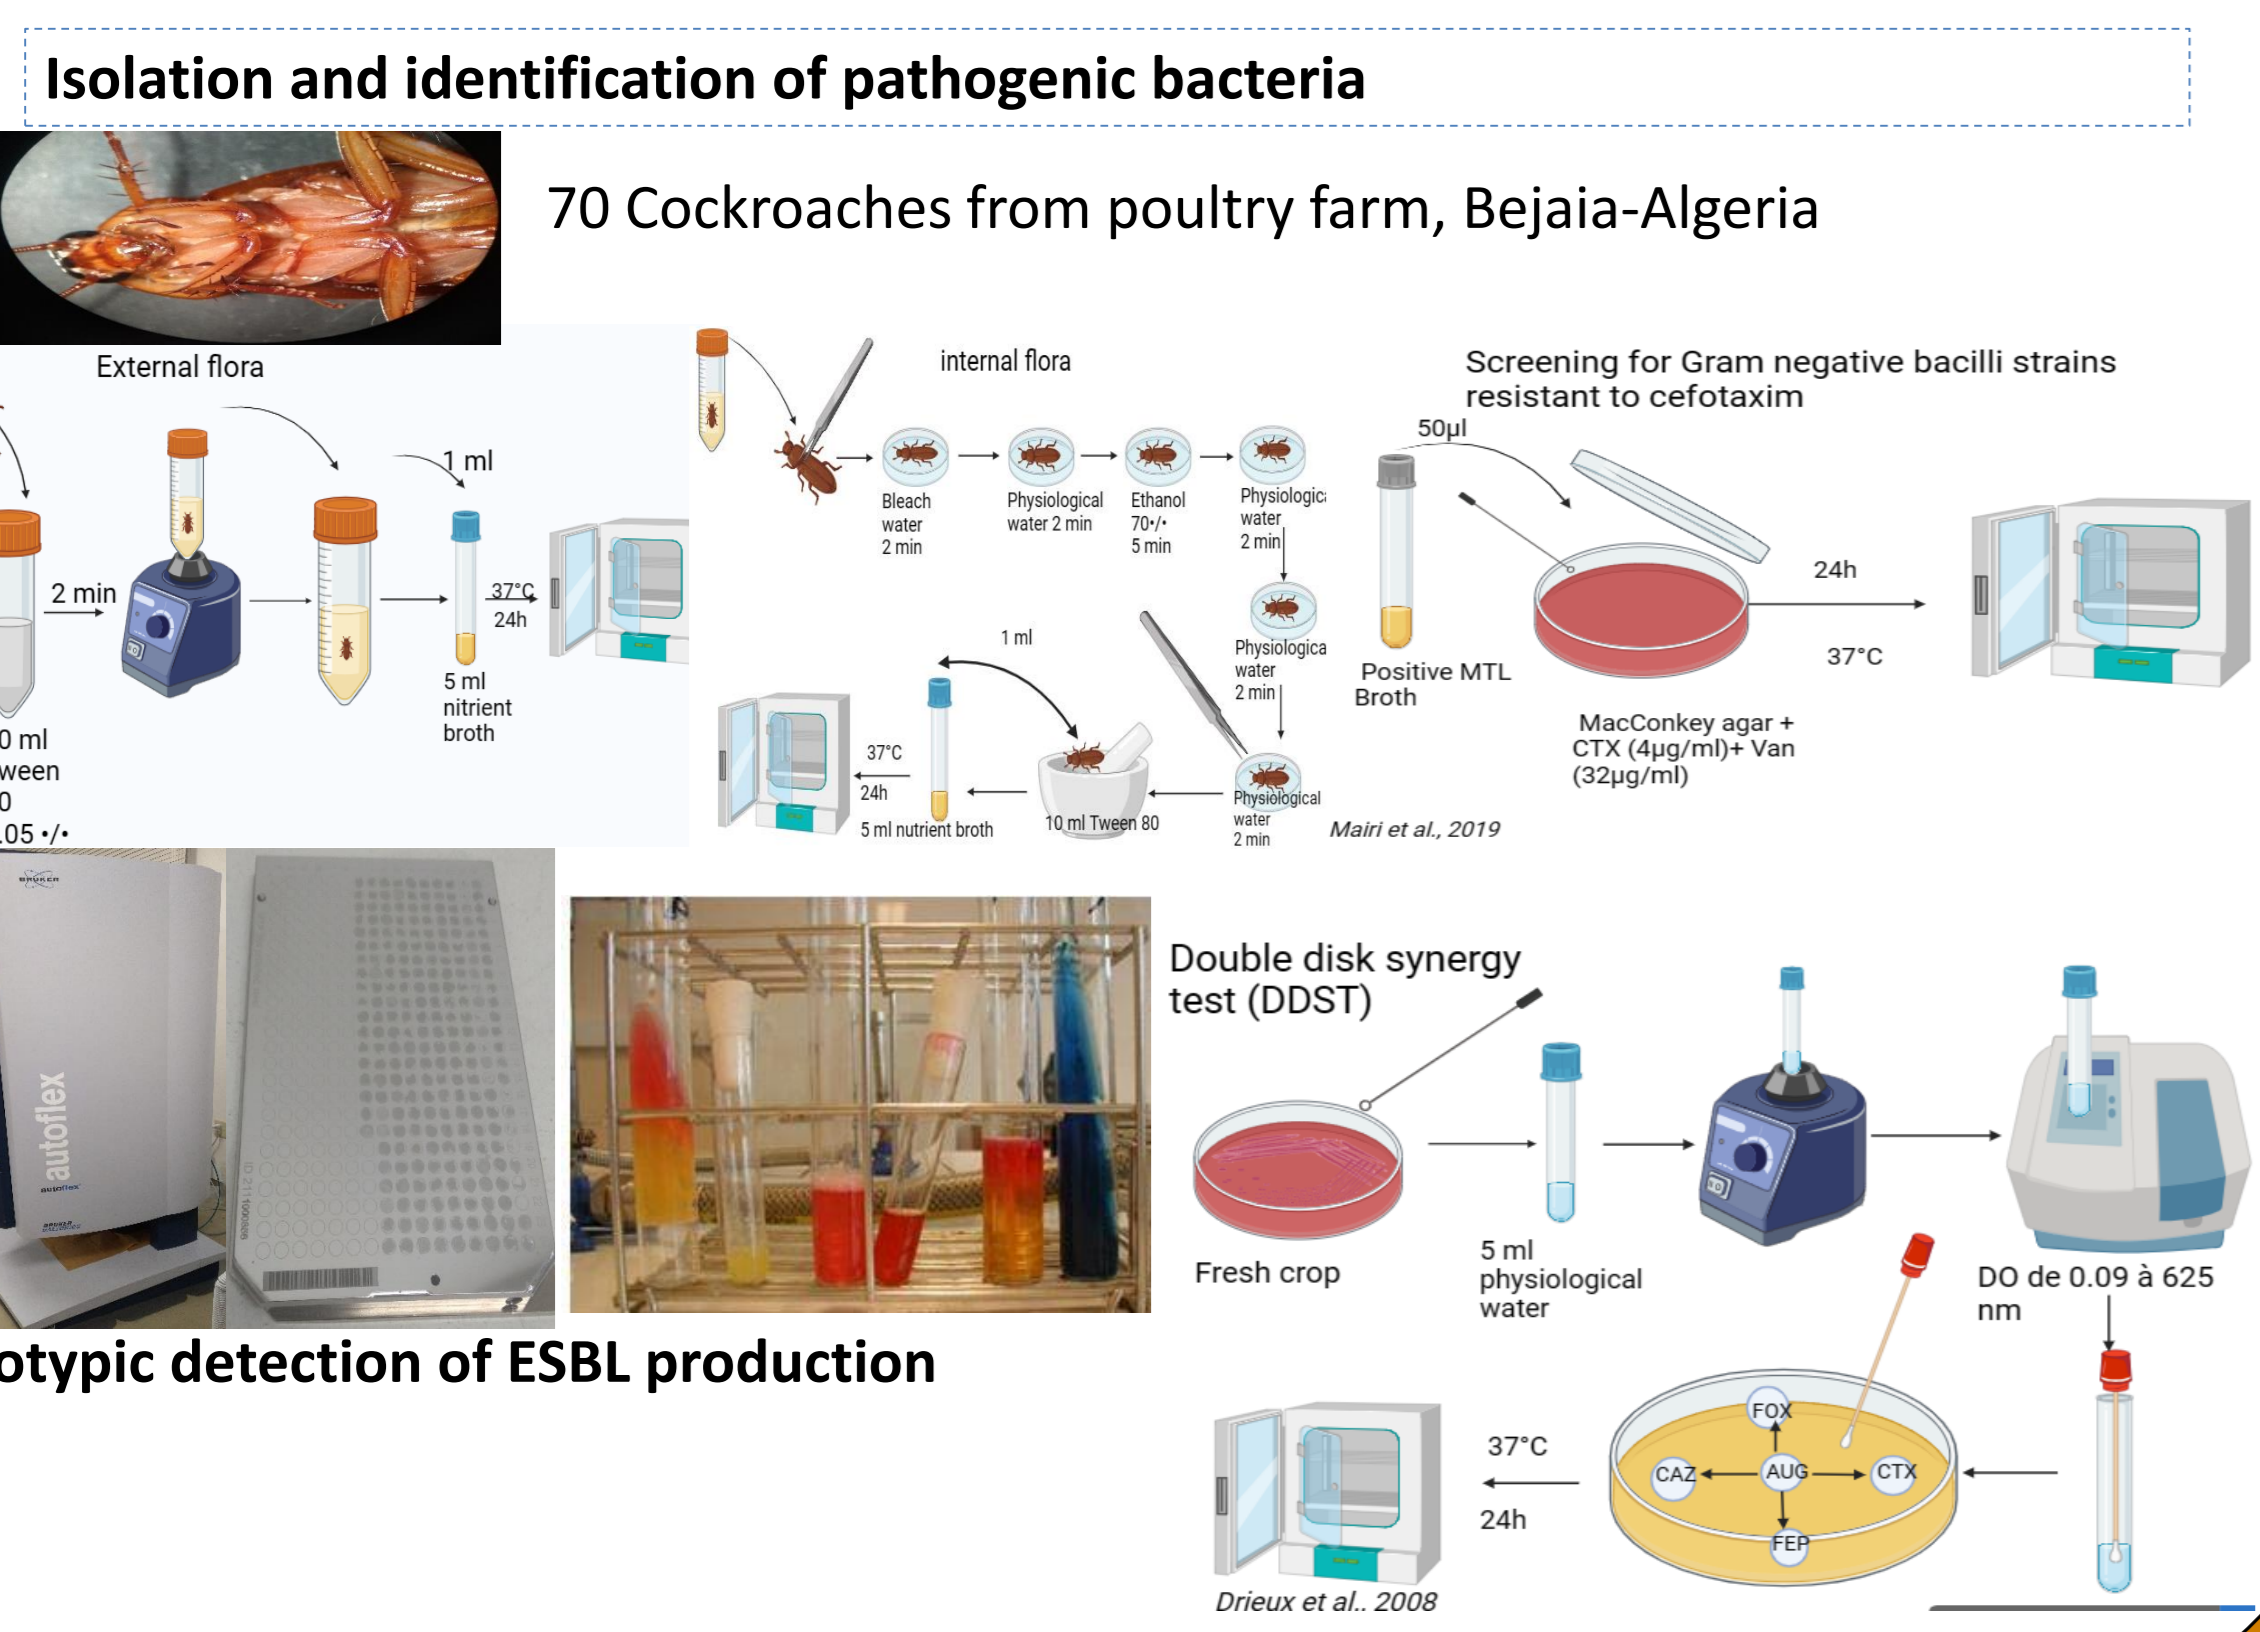 Isolation and identification of pathogenic bacteria
70 Cockroaches from poultry farm, Bejaia-Algeria
External flora
2 min
1 ml
37°C
24h
5 ml
nitrient
broth
0 ml
ween
0
.05 •/•
internal flora
Bleach
water
2 min
Physiological
water 2 min
Ethanol
70•/•
5 min
Physiologic
water
2 min
Physiologica
water
2 min
Physiological
water
2 min
10 ml Tween 80
1 ml
5 ml nutrient broth
37°C
24h
Screening for Gram negative bacilli strains
resistant to cefotaxim
50µl
Positive MTL
Broth
MacConkey agar +
CTX (4µg/ml)+ Van
(32µg/ml)
24h
37°C
Mairi et al., 2019
BRUKER
autoflex
autoflex
Double disk synergy
test (DDST)
Fresh crop
5 ml
physiological
water
DO de 0.09 à 625
nm
FOX
CAZ
AUG
CTX
FEP
37°C
24h
Drieux et al., 2008
otypic detection of ESBL production